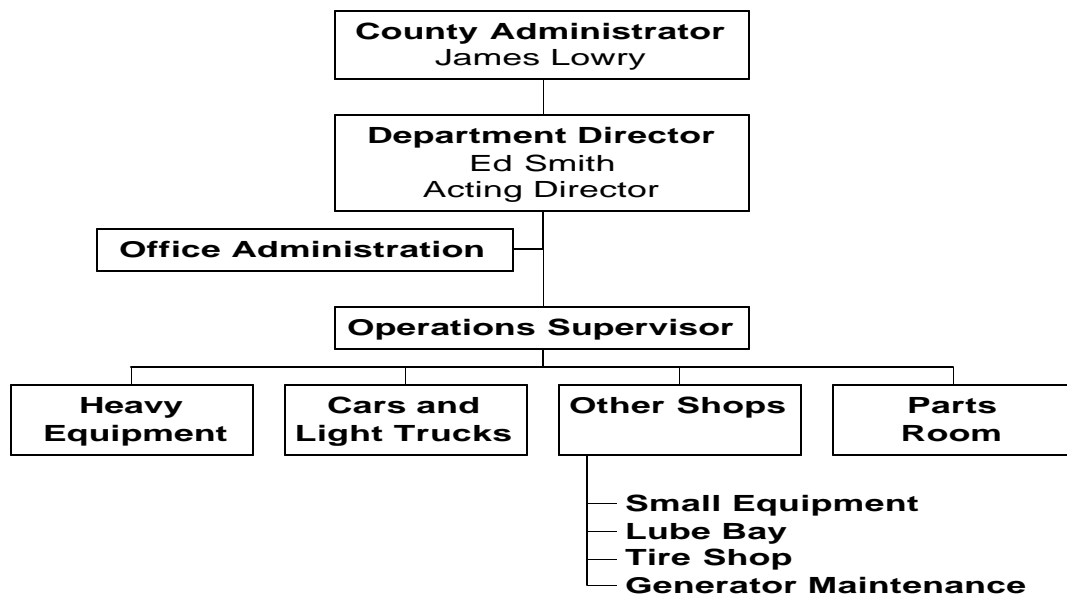 County Administrator
James Lowry
Department Director
Ed Smith
Acting Director
Office Administration
Operations Supervisor
Heavy
Equipment
Cars and
Light Trucks
Other Shops
Parts
Room
Small Equipment
Lube Bay
Tire Shop
Generator Maintenance